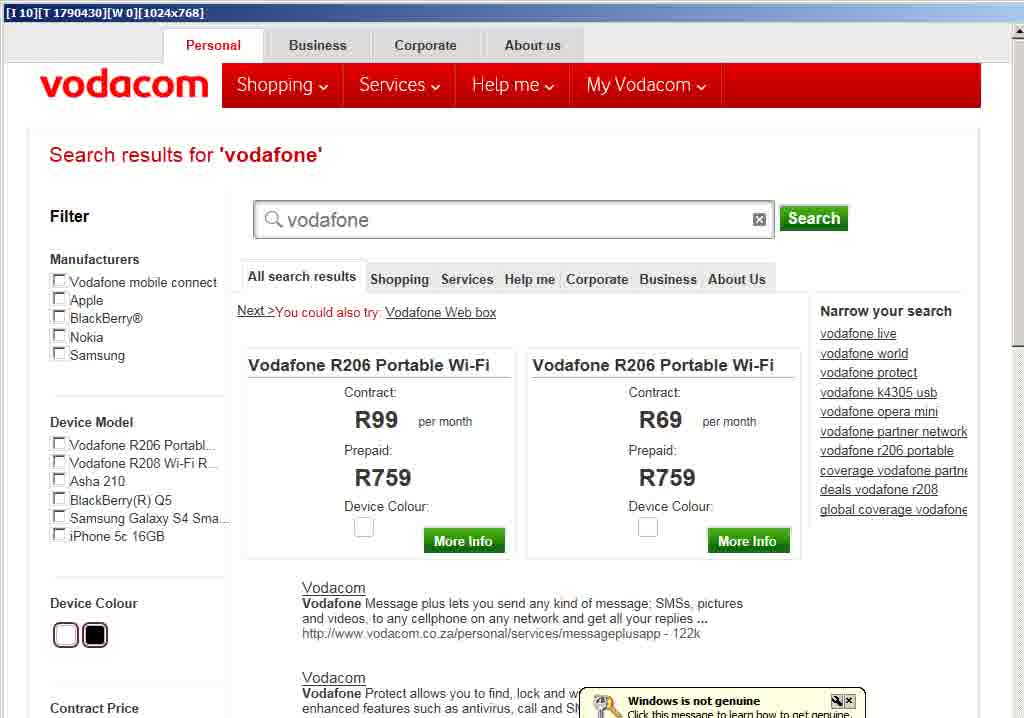 [I 10][T 1790430][W 0][1024x768]
Personal Business Corporate About us
vodacom Shopping Services Help me My Vodacom
Search results for 'vodafone'
Filter
vodafone Search
Manufacturers
Vodafone mobile connect
Apple
BlackBerry®
Nokia
Samsung
Device Model
Vodafone R206 Portabl...
Vodafone R208 Wi-Fi R...
Asha 210
BlackBerry(R) Q5
Samsung Galaxy S4 Sma...
iPhone 5c 16GB
Device Colour
Contract Price
All search results Shopping Services Help me Corporate Business About Us
Next >You could also try: Vodafone Web box
Vodafone R206 Portable Wi-Fi
Contract:
R99 per month
Prepaid:
R759
Device Colour:
More Info
Vodafone R206 Portable Wi-Fi
Contract:
R69 per month
Prepaid:
R759
Device Colour:
More Info
Vodacom
Vodafone Message plus lets you send any kind of message; SMSs, pictures
and videos, to any cellphone on any network and get all your replies ...
http://www.vodacom.co.za/personal/services/messageplusapp - 122k
Vodacom
Vodafone Protect allows you to find, lock and w
enhanced features such as antivirus, call and SM
Narrow your search
vodafone live
vodafone world
vodafone protect
vodafone k4305 usb
vodafone opera mini
vodafone partner network
vodafone r206 portable
coverage vodafone partne
deals vodafone r208
global coverage vodafone
Windows is not genuine
Click this message to learn how to get genuine.